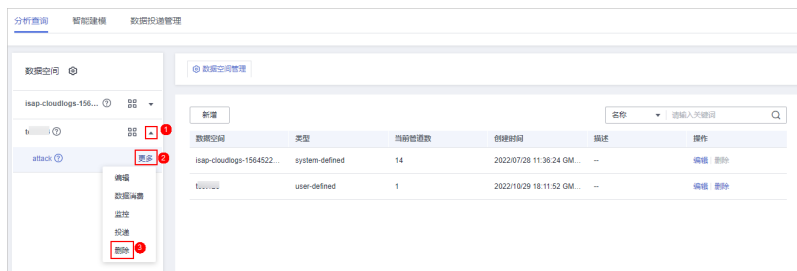 分析查询 智能建模 数据投递管理
数据空间
数据空间管理
isap-cloudlogs-156...
1
attack 更多 2
编辑
数据消费
监控
投递
删除 3
新增 名称 请输入关键词
数据空间 类型 当前管道数 创建时间 描述 操作
isap-cloudlogs-1564522... system-defined 14 2022/07/28 11:36:24 GM... -- 编辑 删除
user-defined 1 2022/10/29 18:11:52 GM... -- 编辑 删除